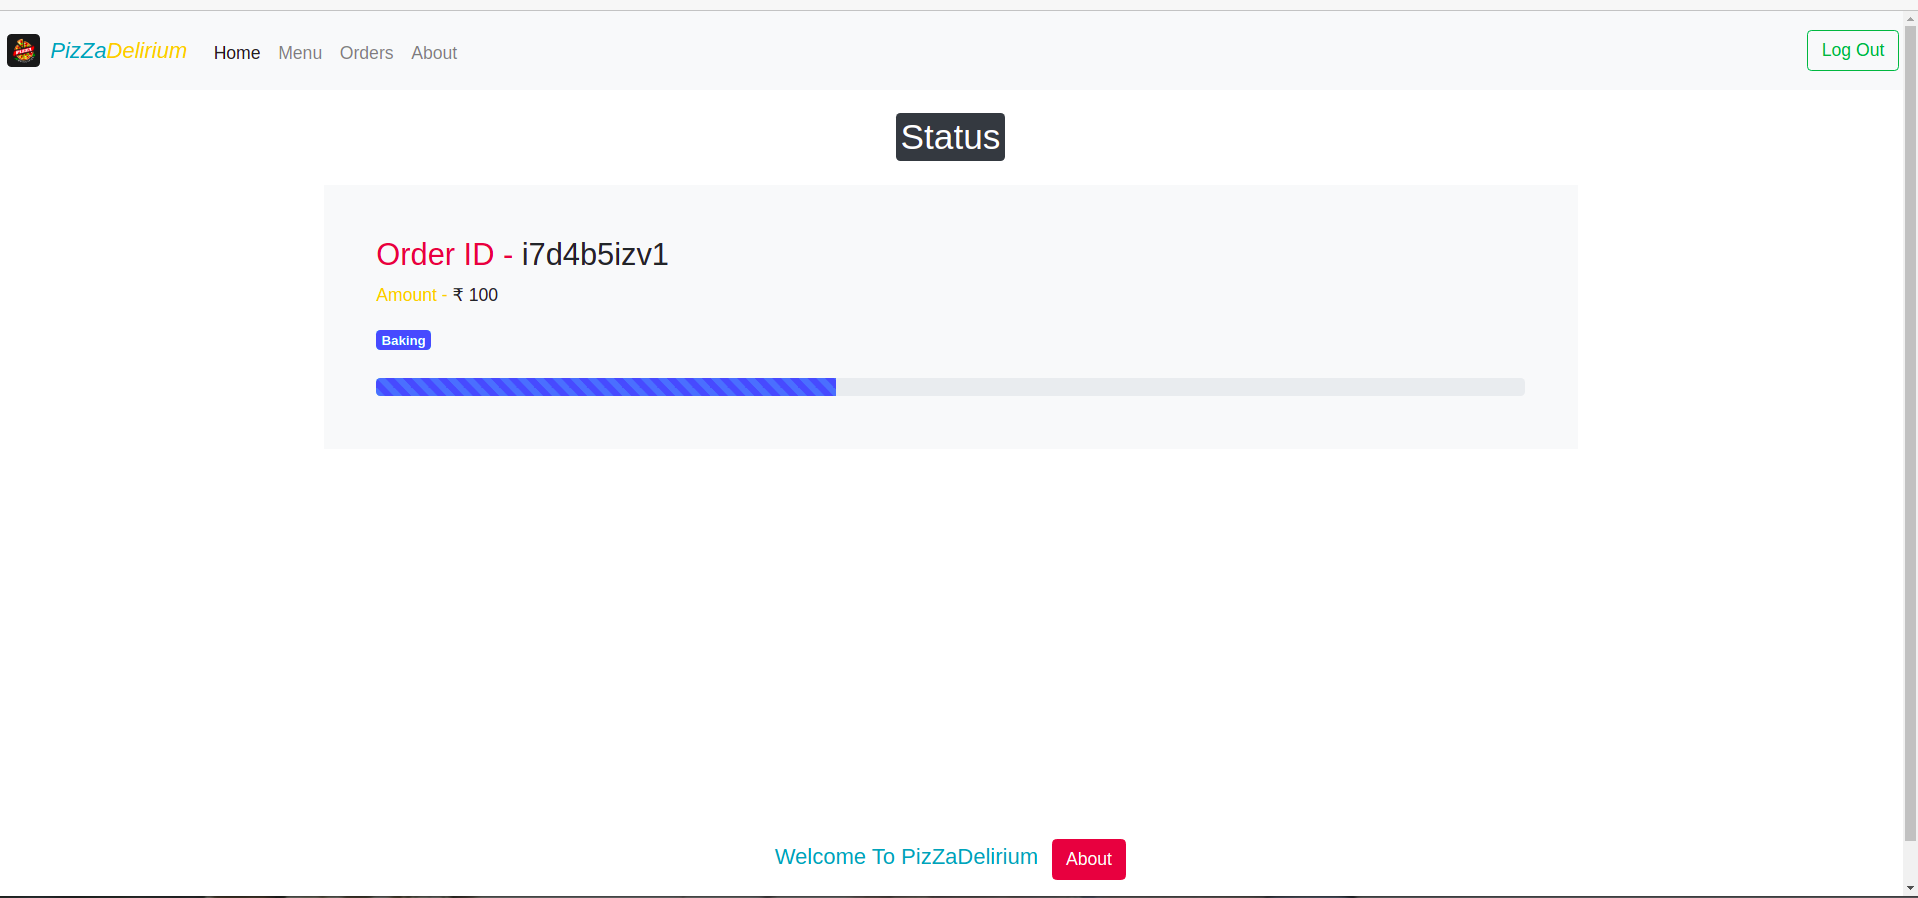 PizZaDelirium Home Menu Orders About Log Out
Status
Order ID - i7d4b5izv1
Amount - ₹ 100
Baking
Welcome To PizZaDelirium About